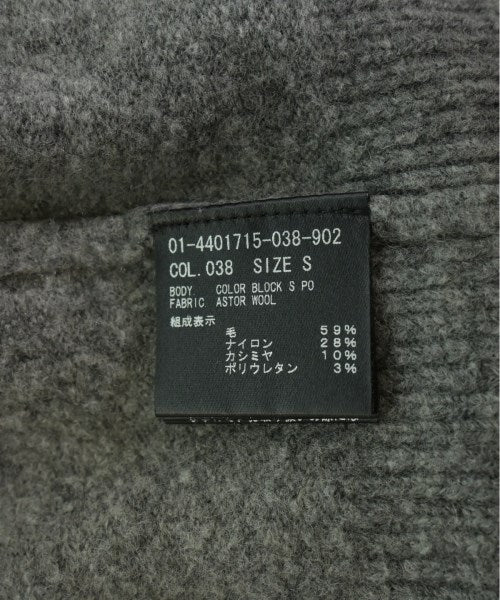 01-4401715-038-902
COL.038 SIZE S
BODY. COLOR BLOCK S PO
FABRIC ASTOR WOOL
組成表示
毛 59%
ナイロン 28%
カシミヤ 10%
ポリウレタン 3%